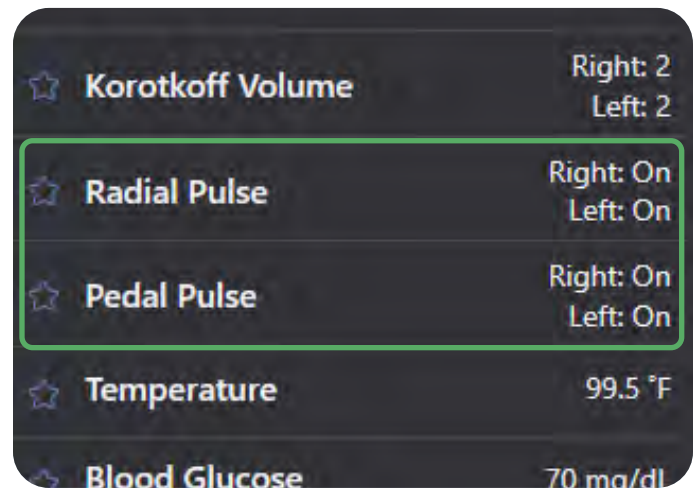 Korotkoff Volume
Right: 2
Left: 2
Radial Pulse
Right: On
Left: On
Pedal Pulse
Right: On
Left: On
Temperature
99.5 °F
Blood Glucose
70 mg/dL